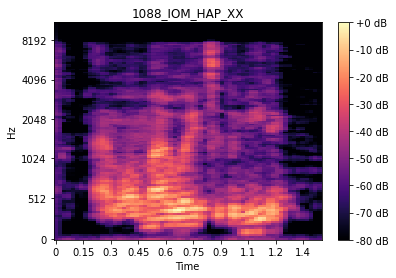 1088_IOM_HAP_XX
Hz
8192
4096
2048
1024
512
0
0 0.15 0.3 0.45 0.6 0.75 0.9 1.05 1.2 1.4
Time
+0 dB
-10 dB
-20 dB
-30 dB
-40 dB
-50 dB
-60 dB
-70 dB
-80 dB